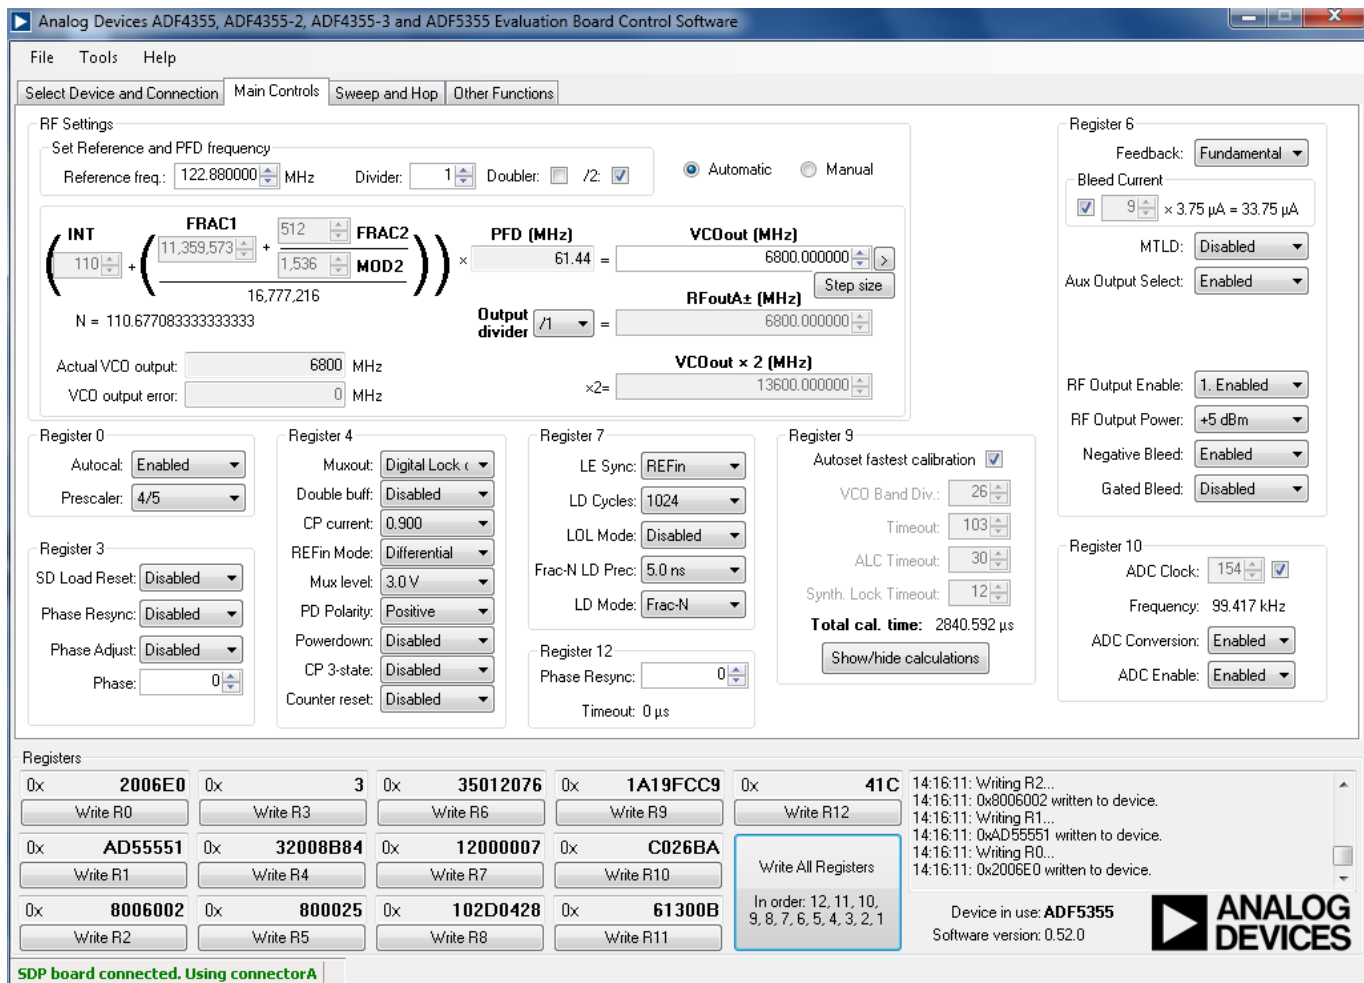 Analog Devices ADF4355, ADF4355-2, ADF4355-3 and ADF5355 Evaluation Board Control Software
File Tools Help
Select Device and Connection Main Controls Sweep and Hop Other Functions
RF Settings
Set Reference and PFD frequency
Reference freq.: 122.880000 MHz Divider: 1 Doubler: /2:
Automatic Manual
INT FRAC1 512 FRAC2 PFD (MHz) VCOout (MHz)
110 + 11,359,573 + 1,536 MOD2 × 61.44 = 6800.000000 >
16,777,216
Step size
N = 110.677083333333333
RFoutA± (MHz)
Output divider /1 = 6800.000000
Actual VCO output: 6800 MHz
VCOout × 2 (MHz)
VCO output error: 0 MHz
×2= 13600.000000
Register 0
Autocal: Enabled
Prescaler: 4/5
Register 3
SD Load Reset: Disabled
Phase Resync: Disabled
Phase Adjust: Disabled
Phase: 0
Register 4
Muxout: Digital Lock
Double buff: Disabled
CP current: 0.900
REFin Mode: Differential
Mux level: 3.0 V
PD Polarity: Positive
Powerdown: Disabled
CP 3-state: Disabled
Counter reset: Disabled
Register 7
LE Sync: REFin
LD Cycles: 1024
LOL Mode: Disabled
Frac-N LD Prec: 5.0 ns
LD Mode: Frac-N
Register 12
Phase Resync: 0
Timeout: 0 µs
Register 9
Autoset fastest calibration
VCO Band Div.: 26
Timeout: 103
ALC Timeout: 30
Synth. Lock Timeout: 12
Total cal. time: 2840.592 µs
Show/hide calculations
Register 6
Feedback: Fundamental
Bleed Current
9 × 3.75 µA = 33.75 µA
MTLD: Disabled
Aux Output Select: Enabled
RF Output Enable: 1. Enabled
RF Output Power: +5 dBm
Negative Bleed: Enabled
Gated Bleed: Disabled
Register 10
ADC Clock: 154
Frequency: 99.417 kHz
ADC Conversion: Enabled
ADC Enable: Enabled
Registers
0x 2006E0 0x 3 0x 35012076 0x 1A19FCC9 0x 41C
Write R0 Write R3 Write R6 Write R9 Write R12
0x AD55551 0x 32008B84 0x 12000007 0x C026BA
Write R1 Write R4 Write R7 Write R10
0x 8006002 0x 800025 0x 102D0428 0x 61300B
Write R2 Write R5 Write R8 Write R11
Write All Registers
In order: 12, 11, 10,
9, 8, 7, 6, 5, 4, 3, 2, 1
14:16:11: Writing R2...
14:16:11: 0x8006002 written to device.
14:16:11: Writing R1...
14:16:11: 0xAD55551 written to device.
14:16:11: Writing R0...
14:16:11: 0x2006E0 written to device.
Device in use: ADF5355
Software version: 0.52.0
ANALOG
DEVICES
SDP board connected. Using connectorA